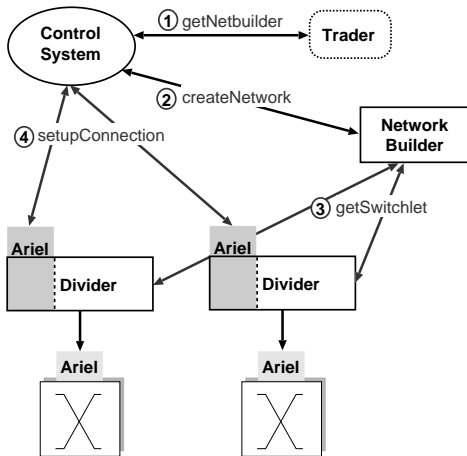 Control
System
1 getNetbuilder
Trader
2 createNetwork
Network
Builder
4 setupConnection
3 getSwitchlet
Ariel
Ariel
Divider
Divider
Ariel
Ariel